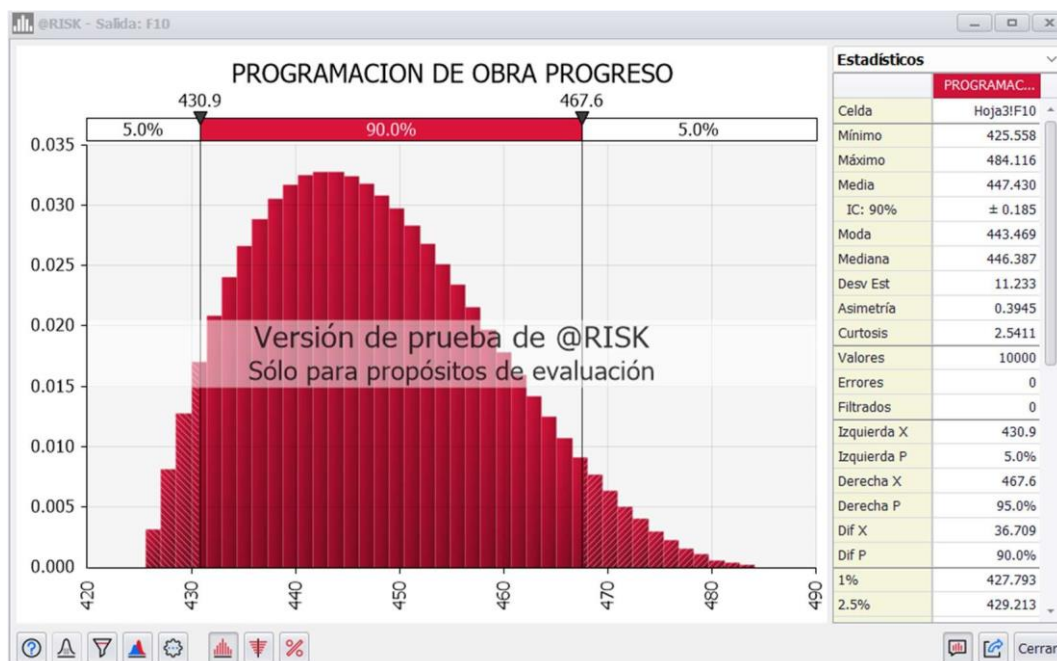 @RISK - Salida: F10
PROGRAMACION DE OBRA PROGRESO
430.9 467.6
5.0% 90.0% 5.0%
0.035
0.030
0.025
0.020
0.015
0.010
0.005
0.000
420 430 440 450 460 470 480 490
Versión de prueba de @RISK
Sólo para propósitos de evaluación
Estadísticos
PROGRAMAC...
Celda Hoja3!F10
Mínimo 425.558
Máximo 484.116
Media 447.430
IC: 90% ± 0.185
Moda 443.469
Mediana 446.387
Desv Est 11.233
Asimetría 0.3945
Curtosis 2.5411
Valores 10000
Errores 0
Filtrados 0
Izquierda X 430.9
Izquierda P 5.0%
Derecha X 467.6
Derecha P 95.0%
Dif X 36.709
Dif P 90.0%
1% 427.793
2.5% 429.213
Cerrar